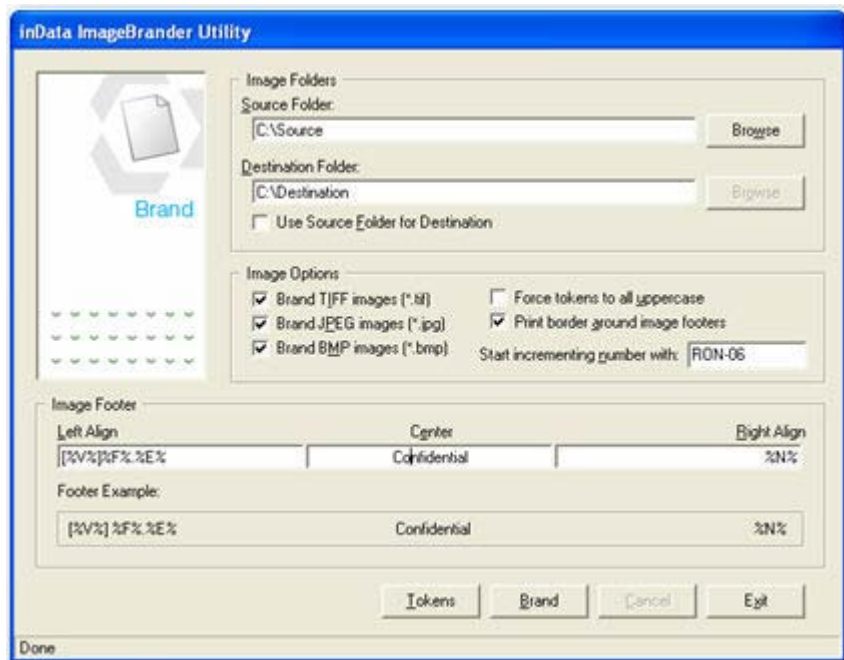 inData ImageBrander Utility
Brand
Image Folders
Source Folder:
C:\Source
Browse
Destination Folder:
C:\Destination
Browse
Use Source Folder for Destination
Image Options
Brand TIFF images (*.tif)
Force tokens to all uppercase
Brand JPEG images (*.jpg)
Print border around image footers
Brand BMP images (*.bmp)
Start incrementing number with: RON-06
Image Footer
Left Align Center Right Align
[%V%]%F%.%E% Confidential %N%
Footer Example:
[%V%] %F%.%E% Confidential %N%
Tokens Brand Cancel Exit
Done